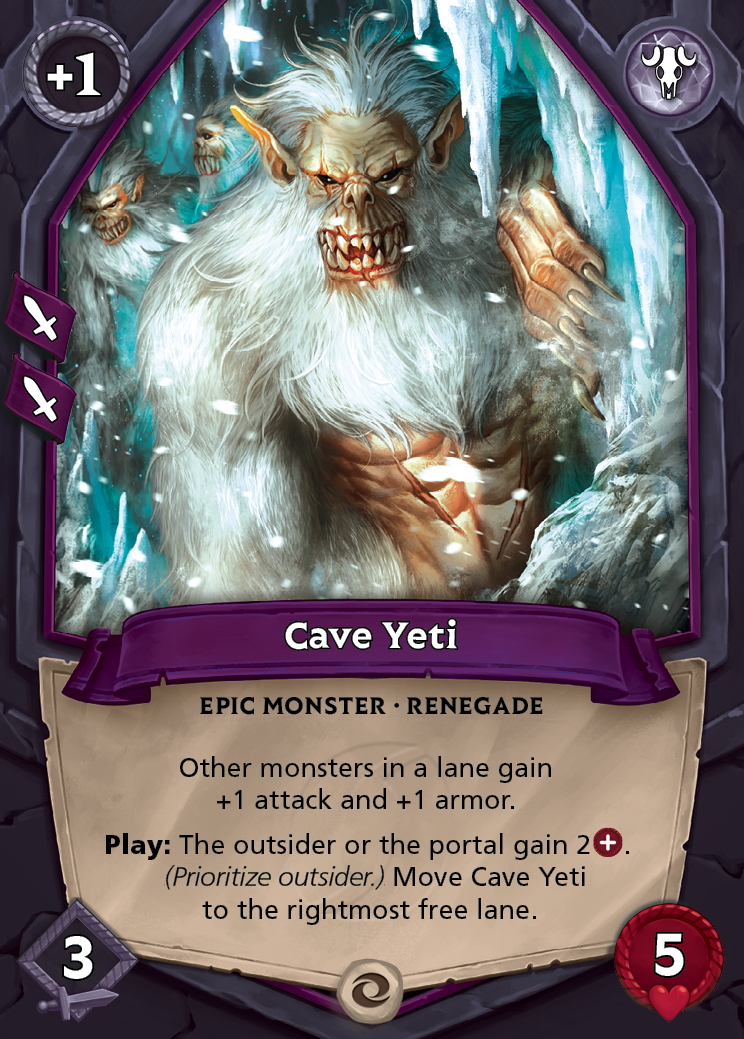 +1
Cave Yeti
EPIC MONSTER · RENEGADE
Other monsters in a lane gain
+1 attack and +1 armor.
Play: The outsider or the portal gain 2+.
(Prioritize outsider.) Move Cave Yeti
to the rightmost free lane.
3
5